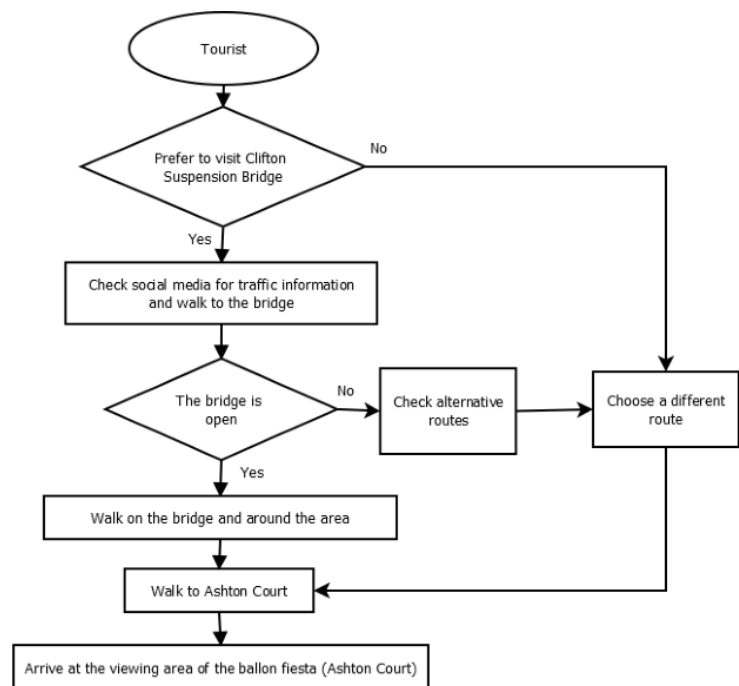 Tourist
Prefer to visit Clifton
Suspension Bridge
No
Yes
Check social media for traffic information
and walk to the bridge
The bridge is
open
No
Check alternative
routes
Choose a different
route
Yes
Walk on the bridge and around the area
Walk to Ashton Court
Arrive at the viewing area of the ballon fiesta (Ashton Court)